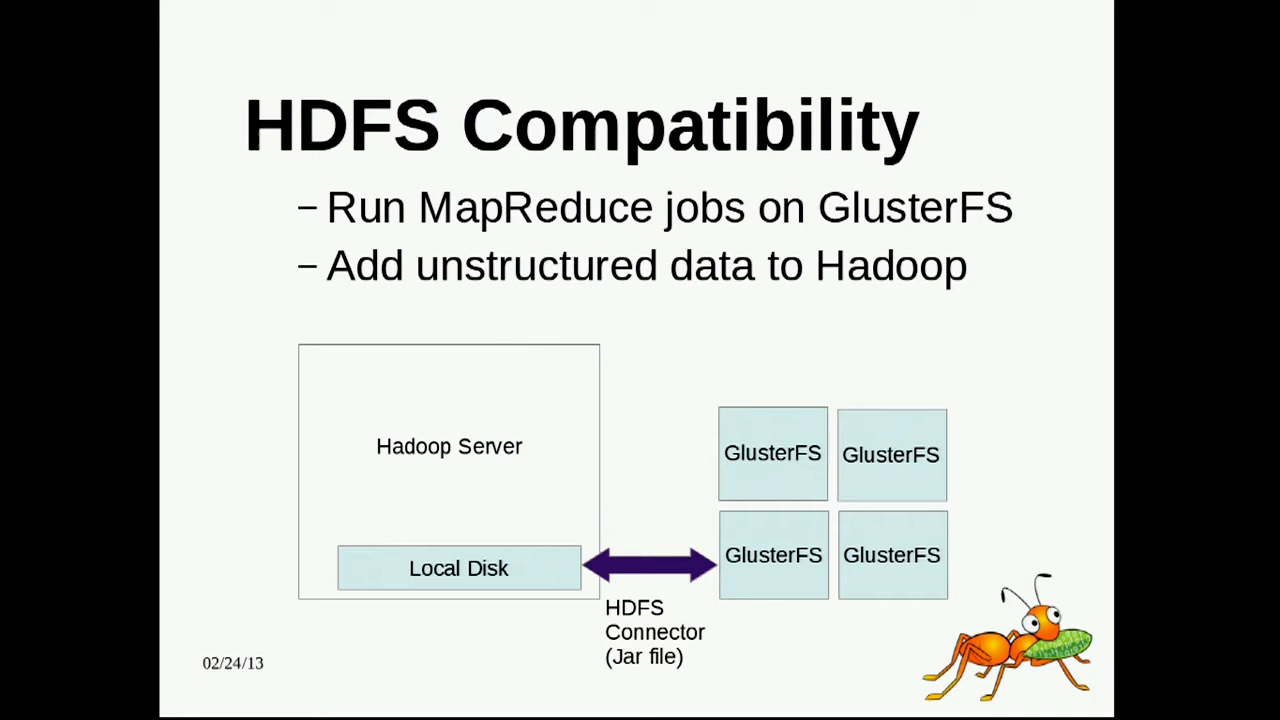 HDFS Compatibility
– Run MapReduce jobs on GlusterFS
– Add unstructured data to Hadoop
Hadoop Server
Local Disk
HDFS
Connector
(Jar file)
GlusterFS
GlusterFS
GlusterFS
GlusterFS
02/24/13